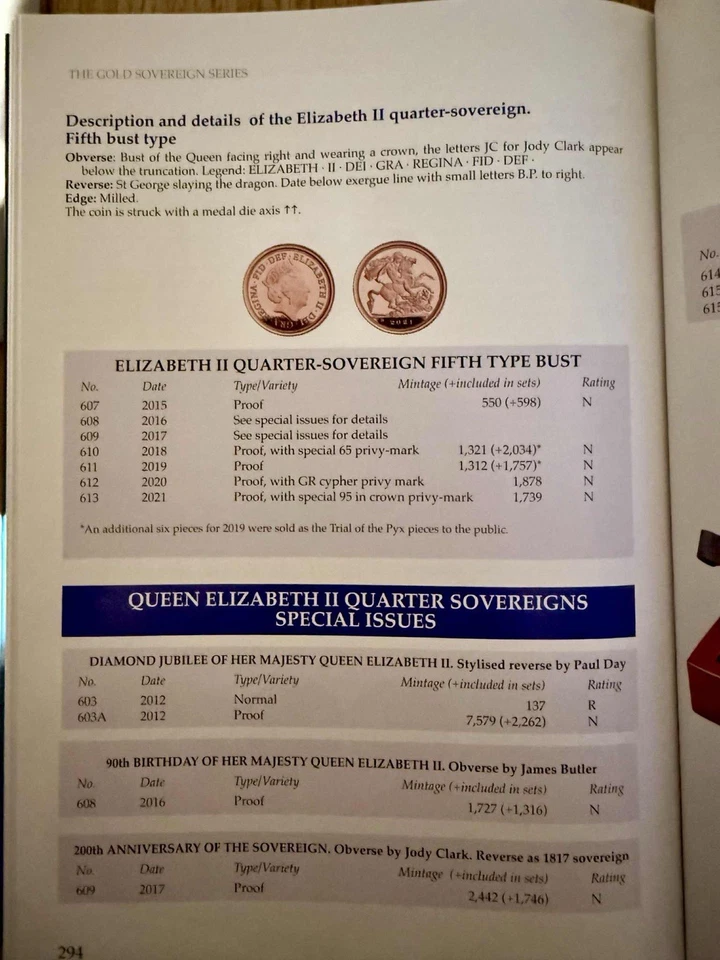 THE GOLD SOVEREIGN SERIES
Description and details of the Elizabeth II quarter-sovereign.
Fifth bust type
Obverse: Bust of the Queen facing right and wearing a crown, the letters JC for Jody Clark appear
below the truncation. Legend: ELIZABETH · II · DEI · GRA · REGINA · FID · DEF ·
Reverse: St George slaying the dragon. Date below exergue line with small letters B.P. to right.
Edge: Milled.
The coin is struck with a medal die axis ↑↑.
ELIZABETH II · DEI · GRA · REGINA · FID · DEF ·
2021
ELIZABETH II QUARTER-SOVEREIGN FIFTH TYPE BUST
No. Date Type/Variety Mintage (+included in sets) Rating
607 2015 Proof 550 (+598) N
608 2016 See special issues for details
609 2017 See special issues for details
610 2018 Proof, with special 65 privy-mark 1,321 (+2,034)* N
611 2019 Proof 1,312 (+1,757)* N
612 2020 Proof, with GR cypher privy mark 1,878 N
613 2021 Proof, with special 95 in crown privy-mark 1,739 N
*An additional six pieces for 2019 were sold as the Trial of the Pyx pieces to the public.
QUEEN ELIZABETH II QUARTER SOVEREIGNS
SPECIAL ISSUES
DIAMOND JUBILEE OF HER MAJESTY QUEEN ELIZABETH II. Stylised reverse by Paul Day
No. Date Type/Variety Mintage (+included in sets) Rating
603 2012 Normal 137 R
603A 2012 Proof 7,579 (+2,262) N
90th BIRTHDAY OF HER MAJESTY QUEEN ELIZABETH II. Obverse by James Butler
No. Date Type/Variety Mintage (+included in sets) Rating
608 2016 Proof 1,727 (+1,316) N
200th ANNIVERSARY OF THE SOVEREIGN. Obverse by Jody Clark. Reverse as 1817 sovereign
No. Date Type/Variety Mintage (+included in sets) Rating
609 2017 Proof 2,442 (+1,746) N
294
No.
614